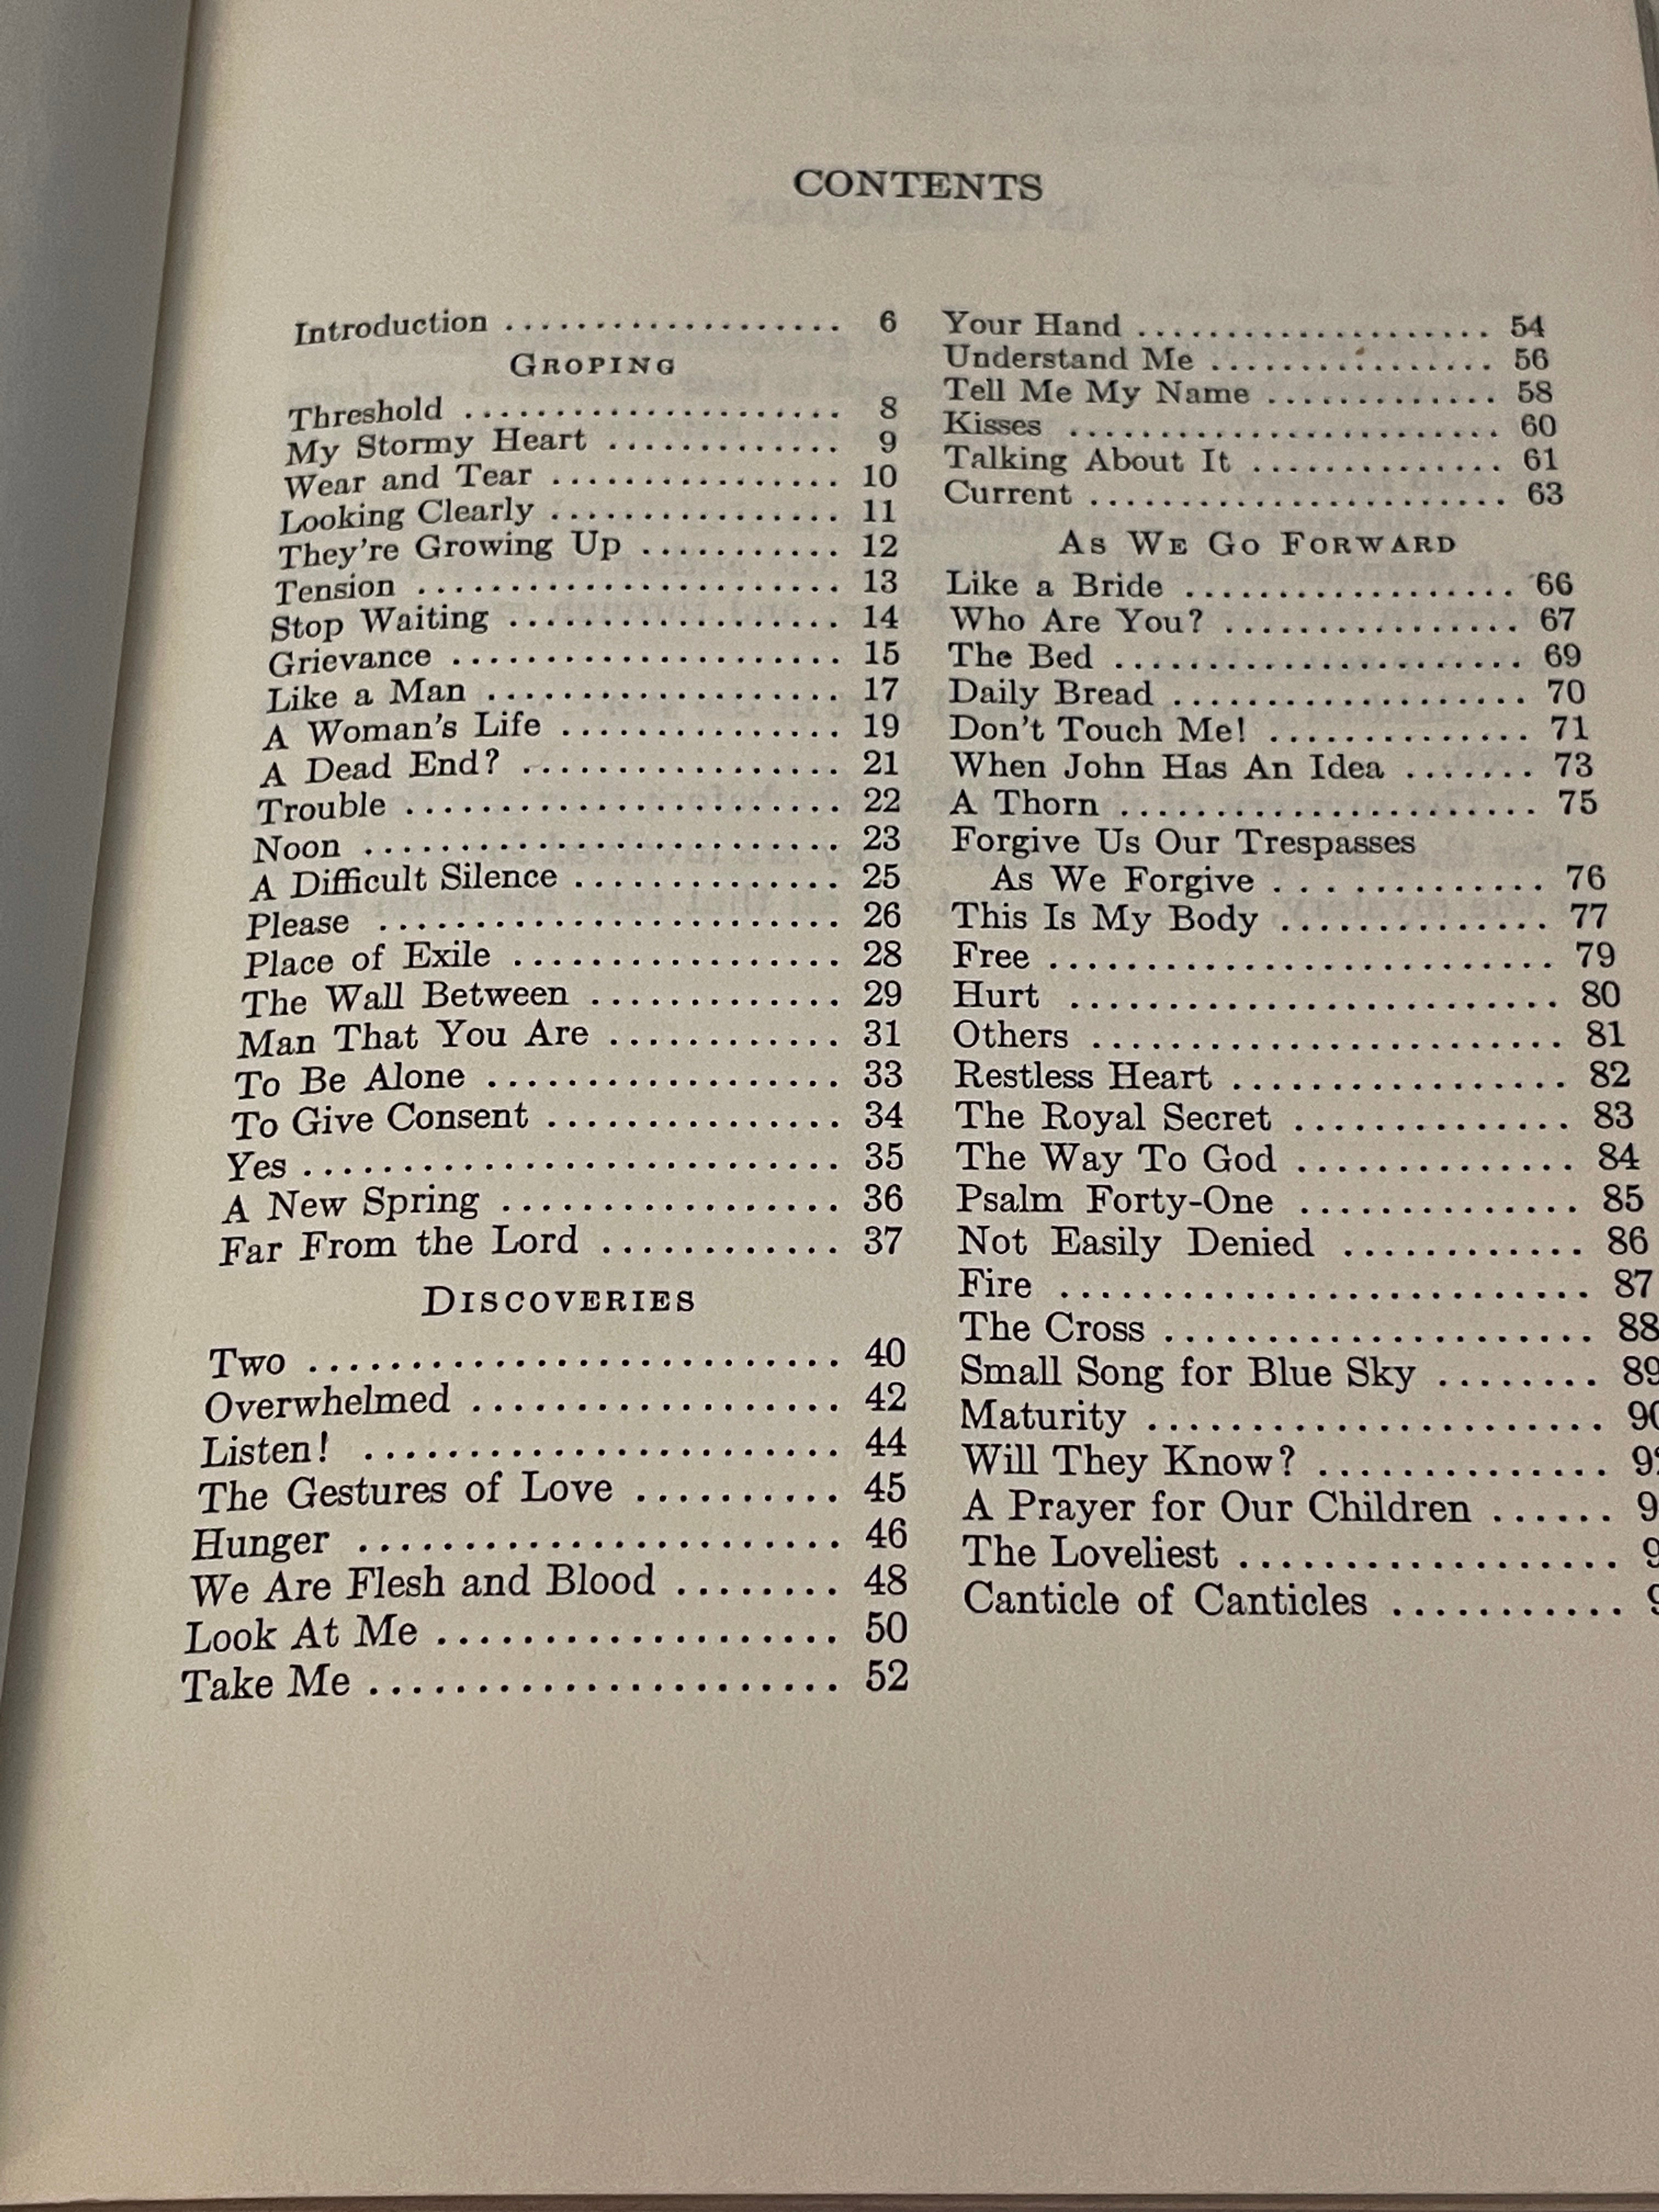 CONTENTS
Introduction .................... 6
GROPING
Threshold ...................... 8
My Stormy Heart ............. 9
Wear and Tear ................ 10
Looking Clearly ................ 11
They're Growing Up ........... 12
Tension ........................ 13
Stop Waiting ................... 14
Grievance ...................... 15
Like a Man .................... 17
A Woman's Life ................ 19
A Dead End? .................. 21
Trouble ........................ 22
Noon .......................... 23
A Difficult Silence .............. 25
Please ......................... 26
Place of Exile .................. 28
The Wall Between ............. 29
Man That You Are ............ 31
To Be Alone .................. 33
To Give Consent ............... 34
Yes ............................ 35
A New Spring ................. 36
Far From the Lord ............ 37
DISCOVERIES
Two .......................... 40
Overwhelmed .................. 42
Listen! ....................... 44
The Gestures of Love .......... 45
Hunger ....................... 46
We Are Flesh and Blood ........ 48
Look At Me ................... 50
Take Me ...................... 52
Your Hand .................... 54
Understand Me ................ 56
Tell Me My Name ............. 58
Kisses ........................ 60
Talking About It .............. 61
Current ....................... 63
AS WE GO FORWARD
Like a Bride .................. 66
Who Are You? ................ 67
The Bed ...................... 69
Daily Bread ................... 70
Don't Touch Me! .............. 71
When John Has An Idea ....... 73
A Thorn ...................... 75
Forgive Us Our Trespasses
As We Forgive .............. 76
This Is My Body .............. 77
Free .......................... 79
Hurt ......................... 80
Others ........................ 81
Restless Heart ................. 82
The Royal Secret .............. 83
The Way To God .............. 84
Psalm Forty-One .............. 85
Not Easily Denied ............ 86
Fire .......................... 87
The Cross ..................... 88
Small Song for Blue Sky ........ 89
Maturity ...................... 90
Will They Know? ..............
A Prayer for Our Children ......
The Loveliest ..................
Canticle of Canticles ...........